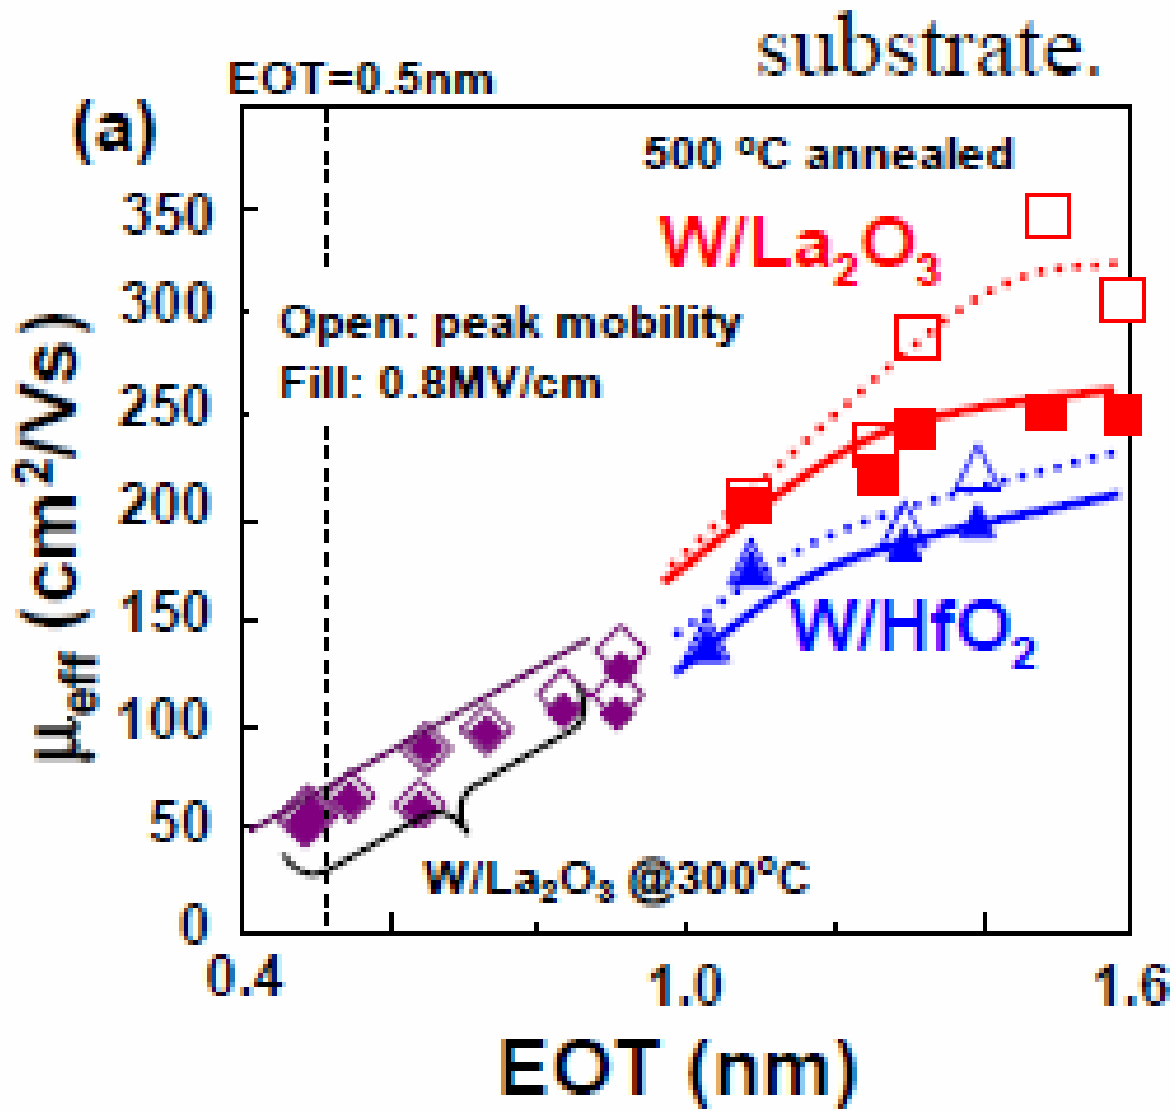 substrate.
EOT=0.5nm
(a)
500 °C annealed
W/La₂O₃
Open: peak mobility
Fill: 0.8MV/cm
W/HfO₂
W/La₂O₃ @300°C
μeff (cm²/Vs)
350
300
250
200
150
100
50
0
0.4 1.0 1.6
EOT (nm)